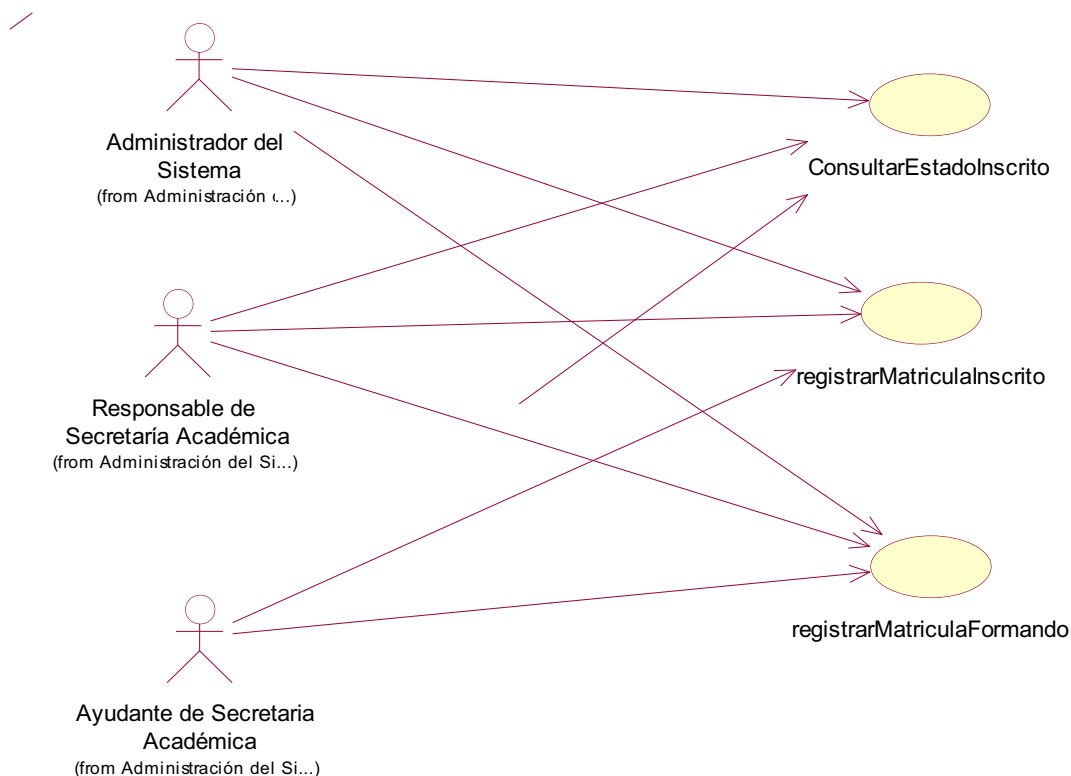 Administrador del
Sistema
(from Administración (...)
ConsultarEstadoInscrito
Responsable de
Secretaría Académica
(from Administración del Si...)
registrarMatriculaInscrito
Ayudante de Secretaria
Académica
(from Administración del Si...)
registrarMatriculaFormando